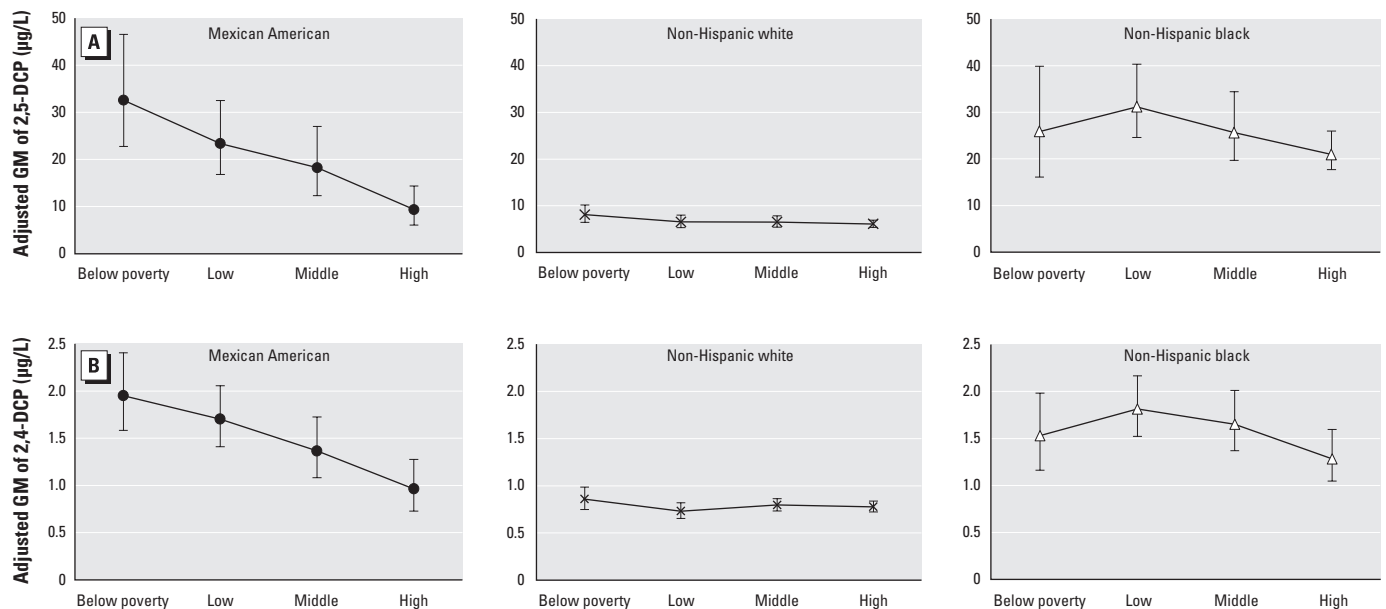 Adjusted GM of 2,5-DCP (μg/L)
A
Mexican American
50
40
30
20
10
0
Below poverty Low Middle High
Non-Hispanic white
50
40
30
20
10
0
Below poverty Low Middle High
Non-Hispanic black
50
40
30
20
10
0
Below poverty Low Middle High
Adjusted GM of 2,4-DCP (μg/L)
B
Mexican American
2.5
2.0
1.5
1.0
0.5
0
Below poverty Low Middle High
Non-Hispanic white
2.5
2.0
1.5
1.0
0.5
0
Below poverty Low Middle High
Non-Hispanic black
2.5
2.0
1.5
1.0
0.5
0
Below poverty Low Middle High